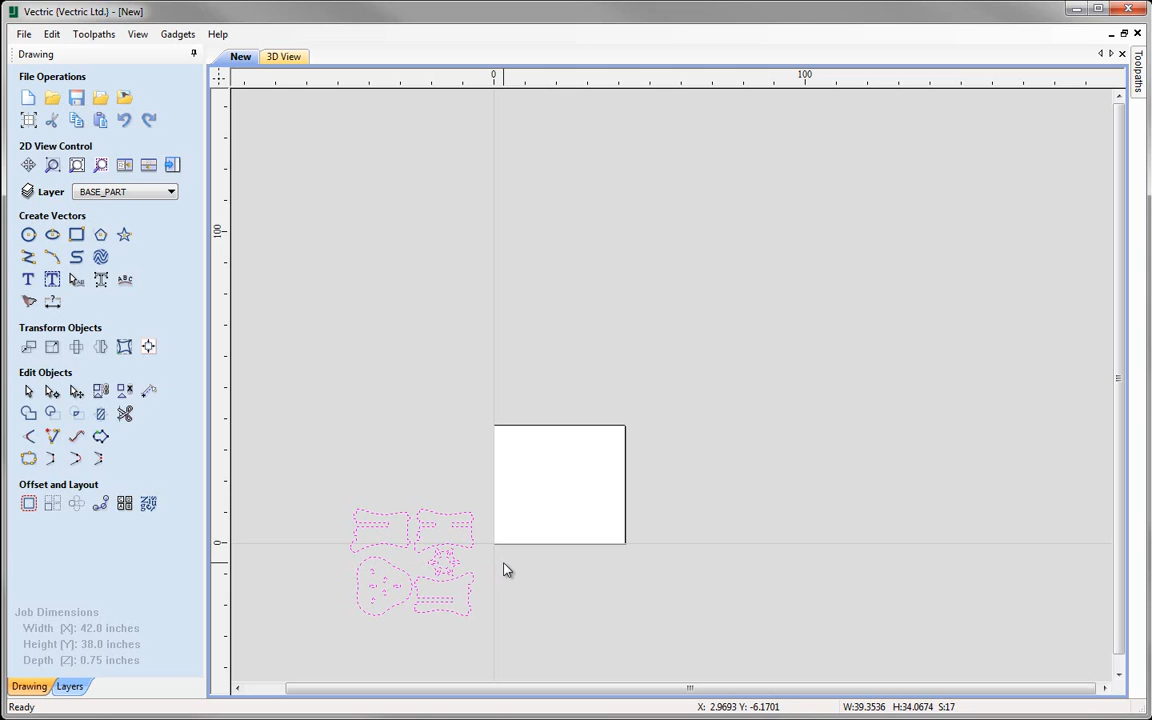 Vectric {Vectric Ltd.} - [New]
File Edit Toolpaths View Gadgets Help
Drawing
New 3D View
Toolpaths
File Operations
0 100
2D View Control
Layer BASE_PART
Create Vectors
100
Transform Objects
Edit Objects
Offset and Layout
0
Job Dimensions
Width (X): 42.0 inches
Height (Y): 38.0 inches
Depth (Z): 0.75 inches
Drawing Layers
Ready X: 2.9693 Y: -6.1701 W:39.3536 H:34.0674 S:17